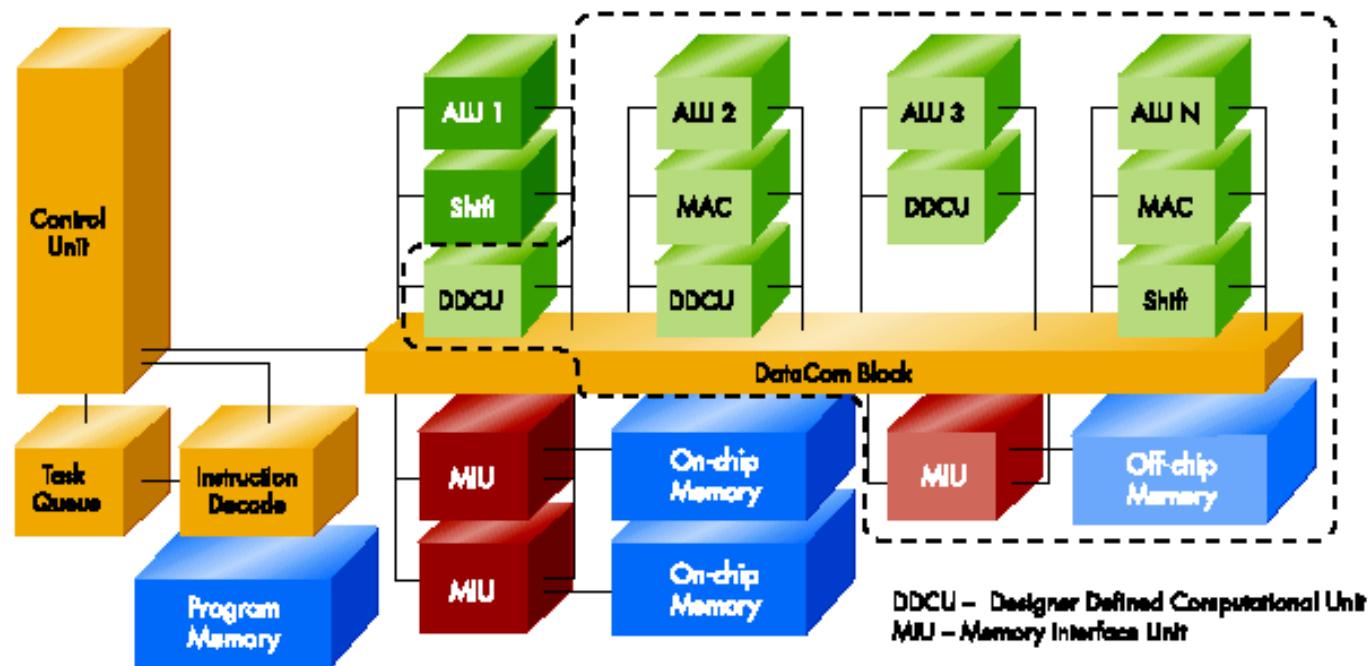 Control
Unit
Task
Queue
Instruction
Decode
Program
Memory
ALU 1
Shift
DDCU
ALU 2
MAC
DDCU
ALU 3
DDCU
ALU N
MAC
Shift
DataCom Block
MIU
On-chip
Memory
MIU
On-chip
Memory
MIU
Off-chip
Memory
DDCU – Designer Defined Computational Unit
MIU – Memory Interface Unit